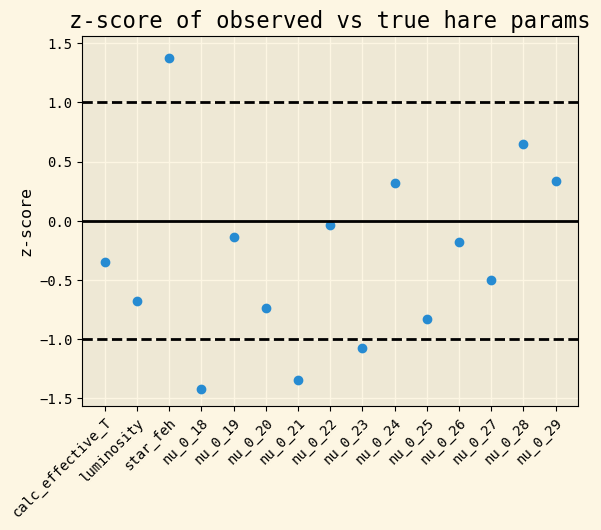 z-score of observed vs true hare params
z-score
1.5
1.0
0.5
0.0
−0.5
−1.0
−1.5
calc_effective_T
luminosity
star_feh
nu_0_18
nu_0_19
nu_0_20
nu_0_21
nu_0_22
nu_0_23
nu_0_24
nu_0_25
nu_0_26
nu_0_27
nu_0_28
nu_0_29